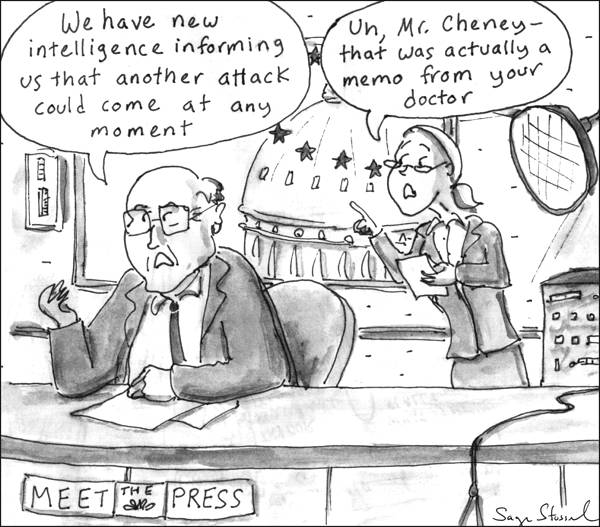 We have new
intelligence informing
us that another attack
could come at any
moment
Uh, Mr. Cheney—
that was actually a
memo from your
doctor
MEET THE PRESS
Sage Stossel